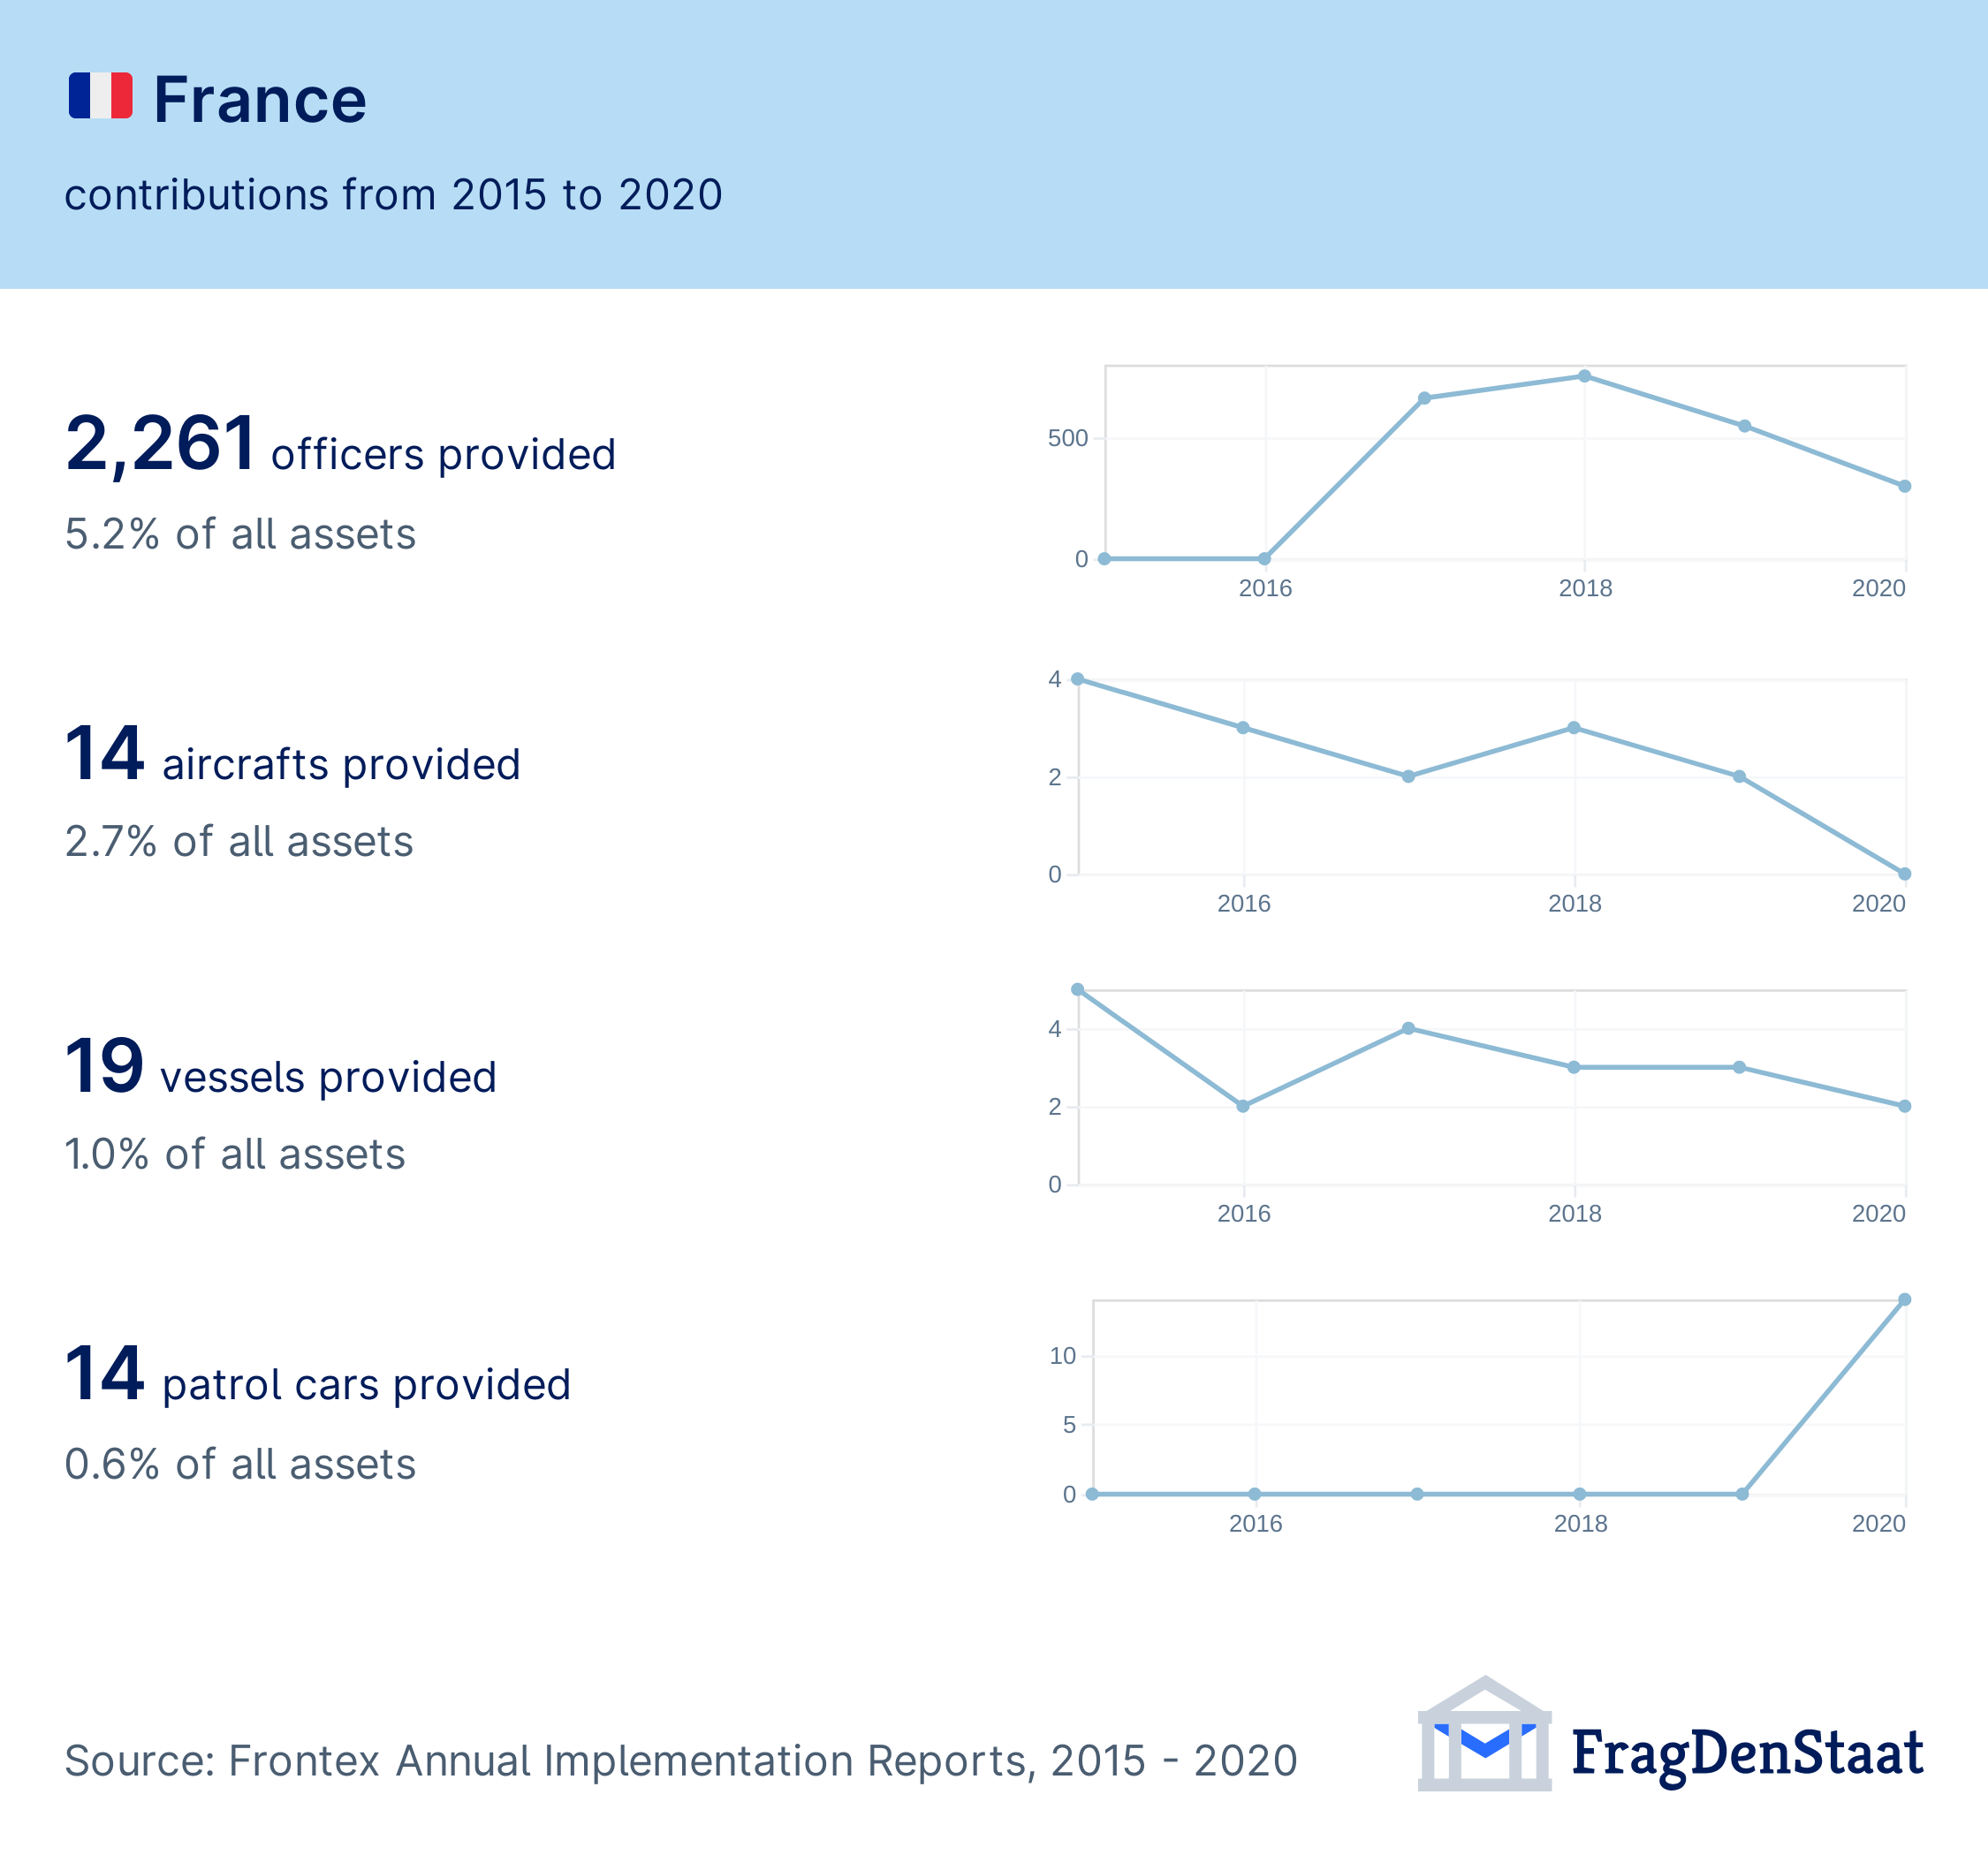 France
contributions from 2015 to 2020
2,261 officers provided
5.2% of all assets
500
0
2016 2018 2020
14 aircrafts provided
2.7% of all assets
4
2
0
2016 2018 2020
19 vessels provided
1.0% of all assets
4
2
0
2016 2018 2020
14 patrol cars provided
0.6% of all assets
10
5
0
2016 2018 2020
Source: Frontex Annual Implementation Reports, 2015 - 2020
FragDenStaat